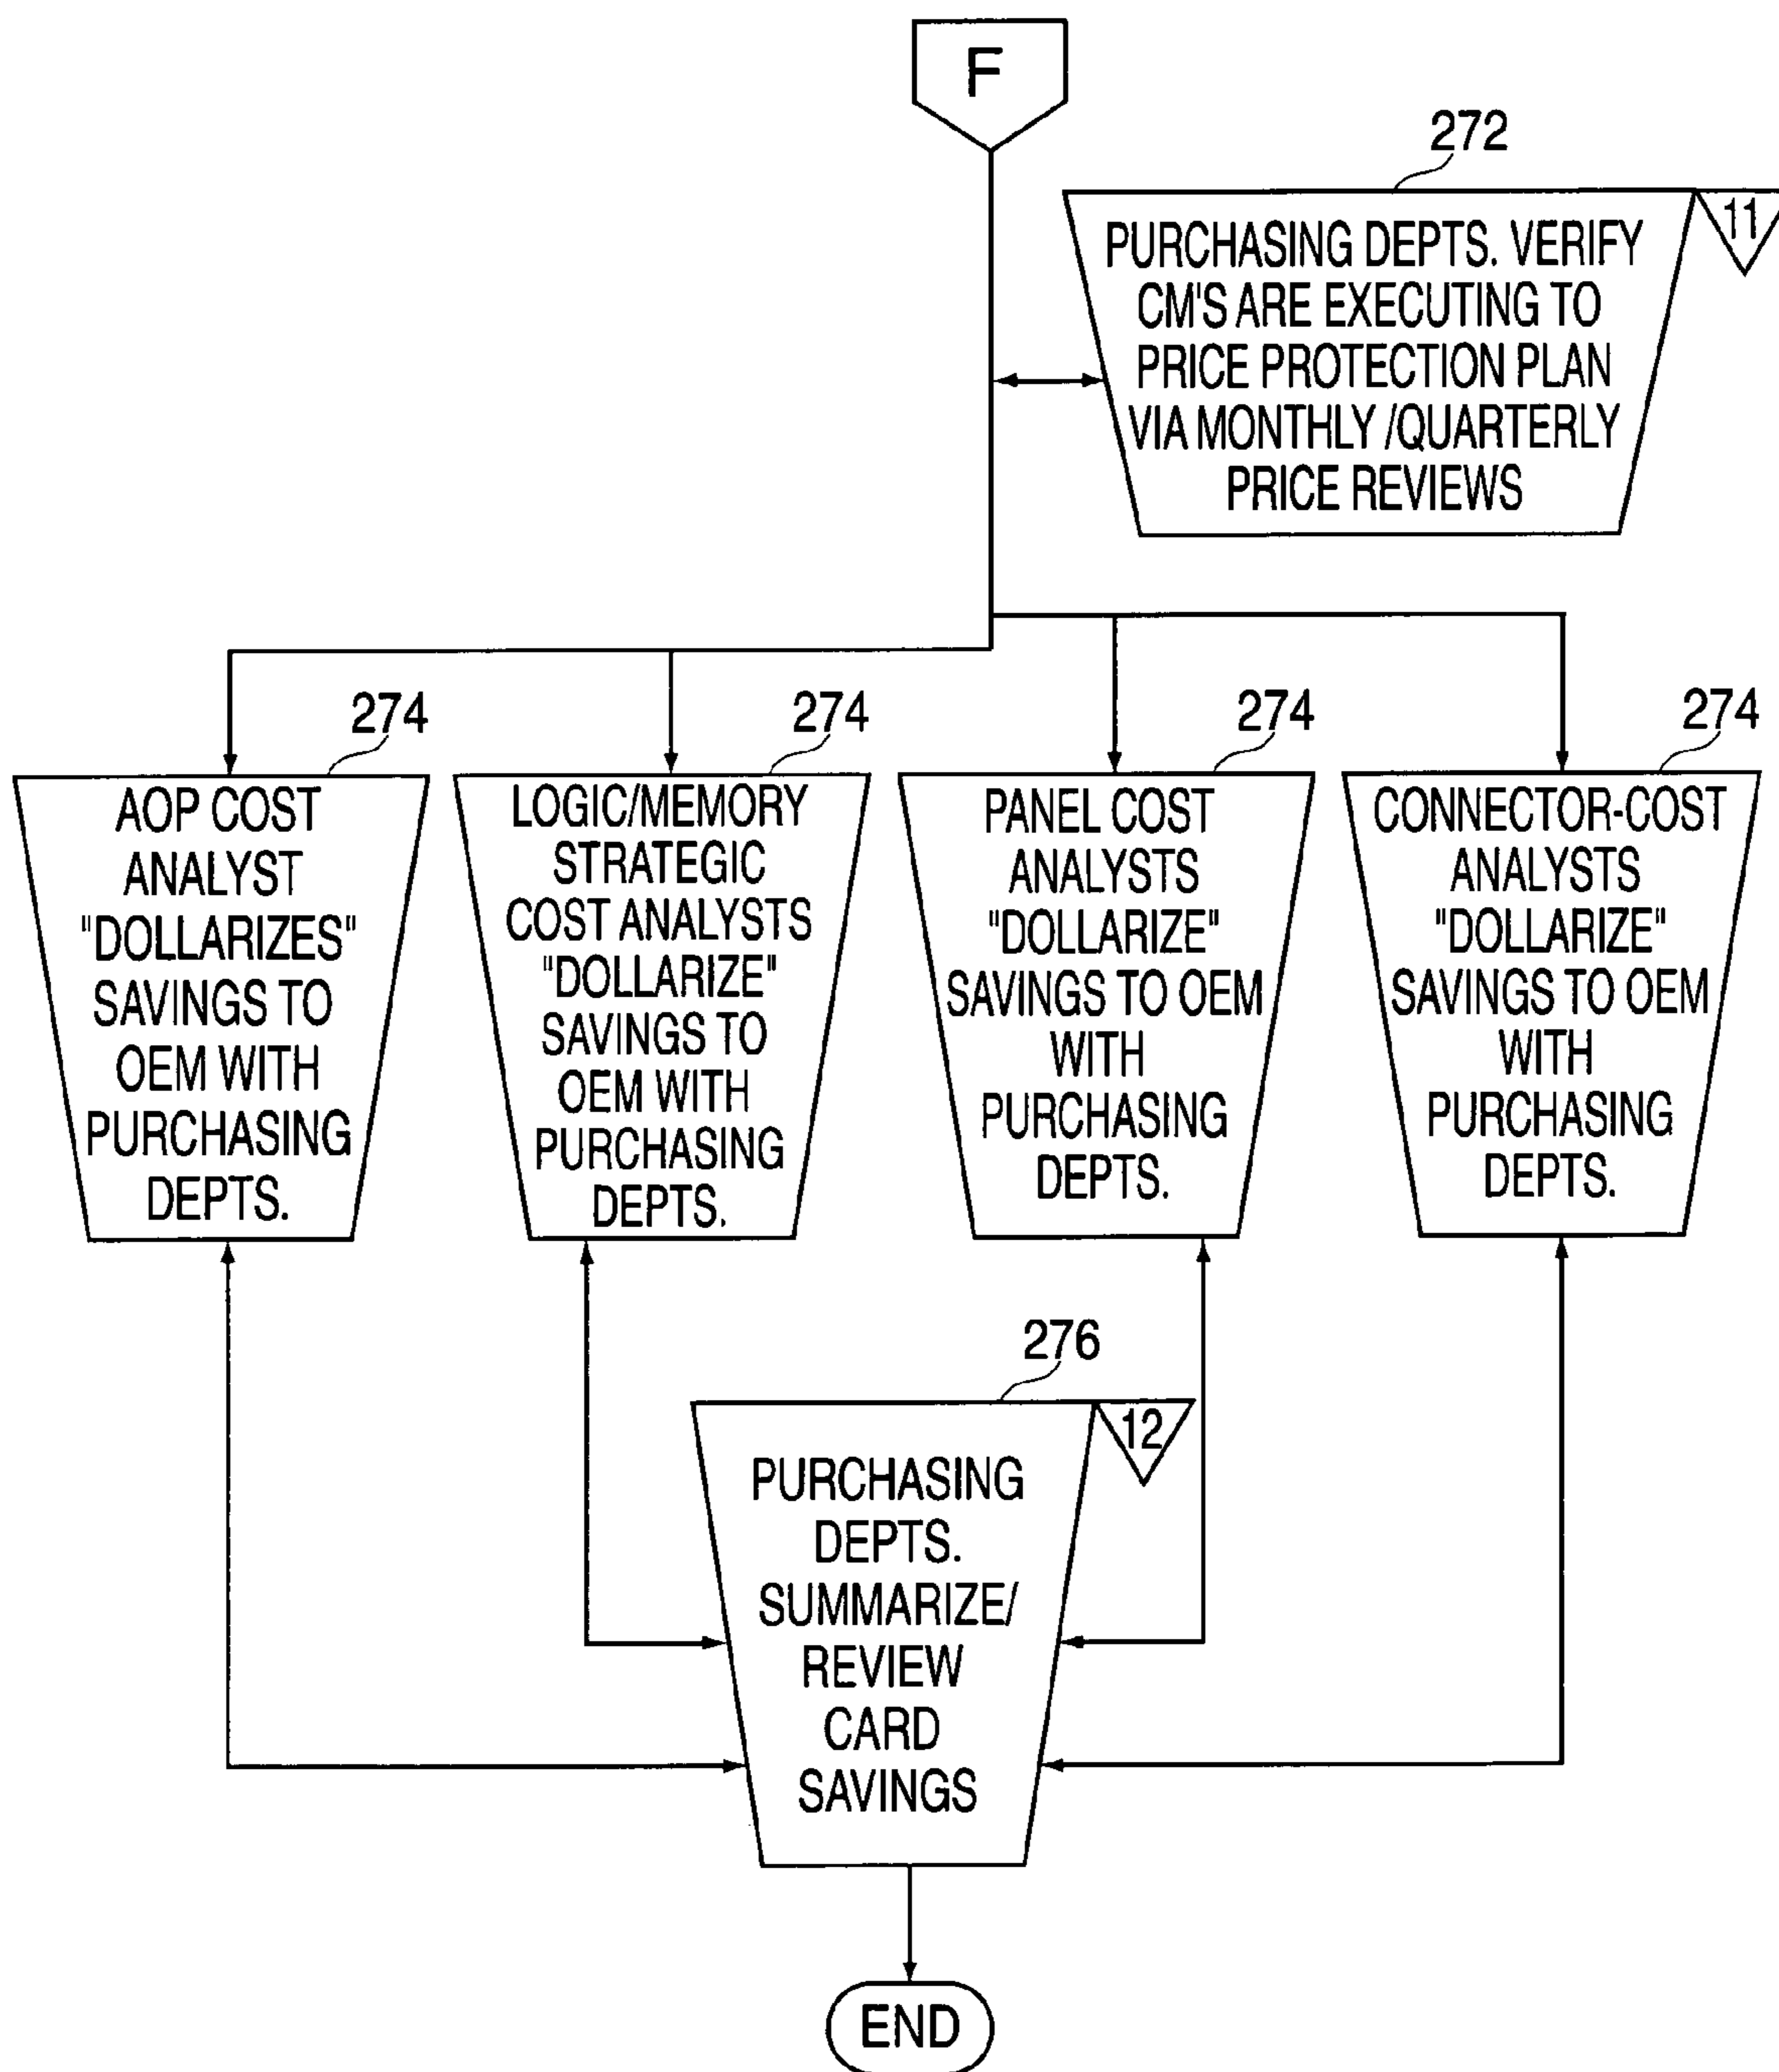 F
272
11
PURCHASING DEPTS. VERIFY
CM'S ARE EXECUTING TO
PRICE PROTECTION PLAN
VIA MONTHLY /QUARTERLY
PRICE REVIEWS
274
AOP COST
ANALYST
"DOLLARIZES"
SAVINGS TO
OEM WITH
PURCHASING
DEPTS.
274
LOGIC/MEMORY
STRATEGIC
COST ANALYSTS
"DOLLARIZE"
SAVINGS TO
OEM WITH
PURCHASING
DEPTS.
274
PANEL COST
ANALYSTS
"DOLLARIZE"
SAVINGS TO OEM
WITH
PURCHASING
DEPTS.
274
CONNECTOR-COST
ANALYSTS
"DOLLARIZE"
SAVINGS TO OEM
WITH
PURCHASING
DEPTS.
276
12
PURCHASING
DEPTS.
SUMMARIZE/
REVIEW
CARD
SAVINGS
END